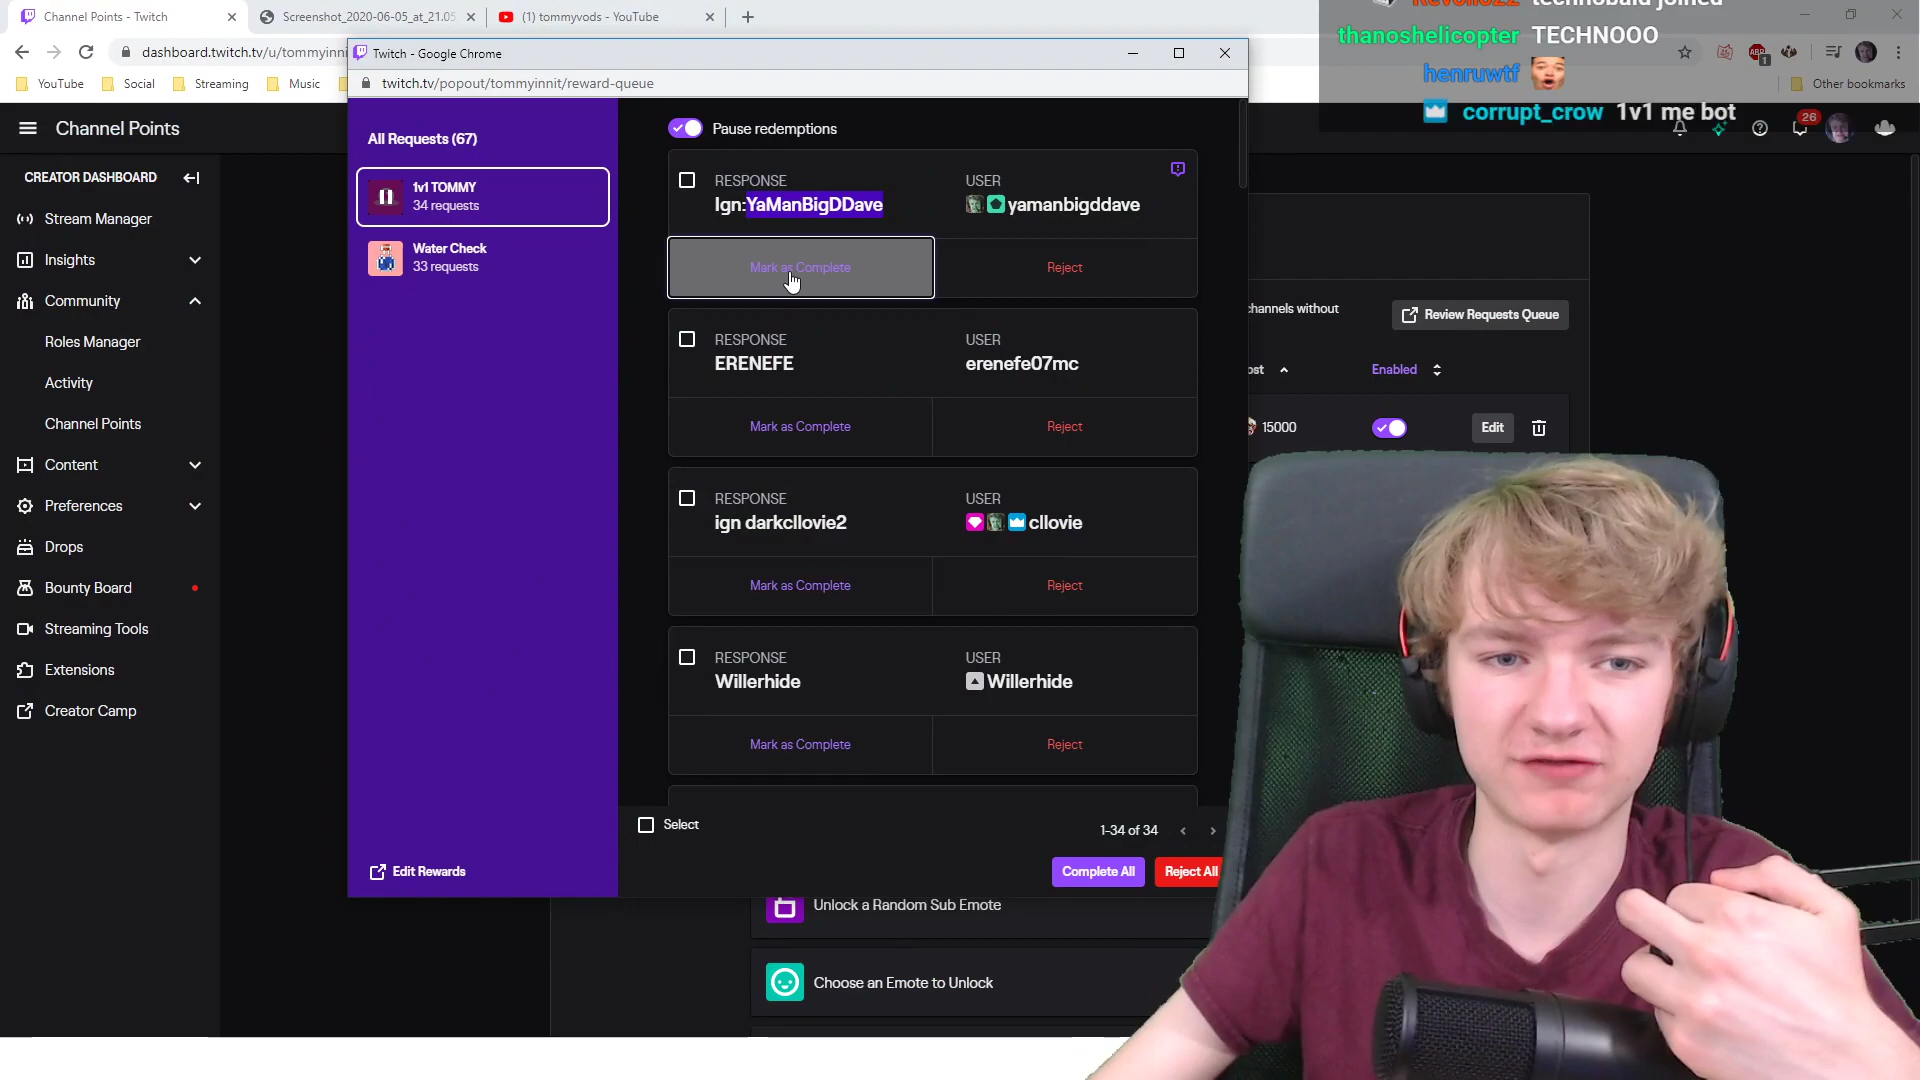 Channel Points - Twitch
Screenshot_2020-06-05_at_21.05
(1) tommyvods - YouTube
dashboard.twitch.tv/u/tommyinni
YouTube
Social
Streaming
Music
Other bookmarks
technobald joined
thanoshelicopter TECHNOOO
henruwtf
corrupt_crow 1v1 me bot
Twitch - Google Chrome
twitch.tv/popout/tommyinnit/reward-queue
Channel Points
26
CREATOR DASHBOARD
Stream Manager
Insights
Community
Roles Manager
Activity
Channel Points
Content
Preferences
Drops
Bounty Board
Streaming Tools
Extensions
Creator Camp
All Requests (67)
1v1 TOMMY
34 requests
Water Check
33 requests
Edit Rewards
Pause redemptions
RESPONSE USER
Ign:YaManBigDDave yamanbigddave
Mark as Complete Reject
RESPONSE USER
ERENEFE erenefe07mc
Mark as Complete Reject
RESPONSE USER
ign darkcllovie2 cllovie
Mark as Complete Reject
RESPONSE USER
Willerhide Willerhide
Mark as Complete Reject
Select
1-34 of 34
Complete All Reject All
channels without
Review Requests Queue
ost Enabled
15000 Edit
Unlock a Random Sub Emote
Choose an Emote to Unlock